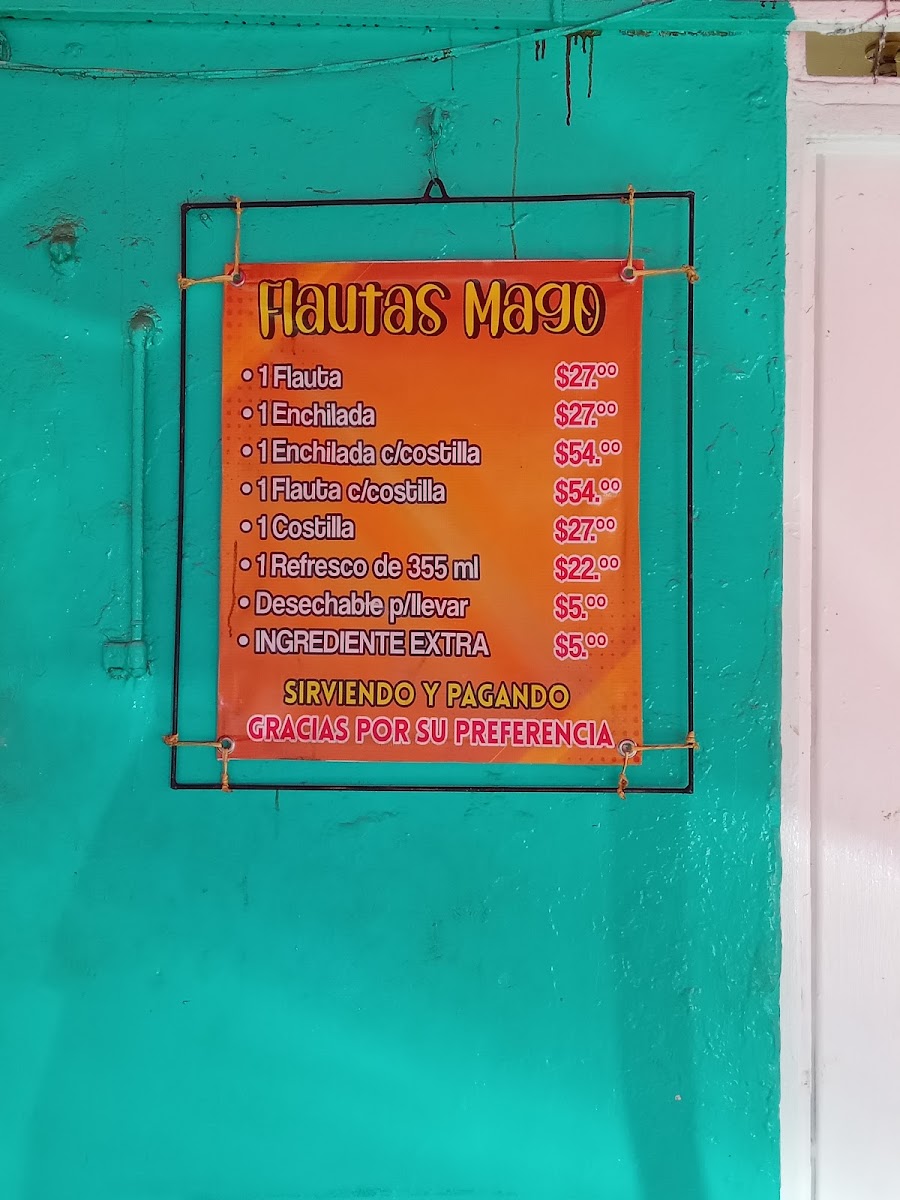 Flautas Mago
• 1 Flauta $27.⁰⁰
• 1 Enchilada $27.⁰⁰
• 1 Enchilada c/costilla $54.⁰⁰
• 1 Flauta c/costilla $54.⁰⁰
• 1 Costilla $27.⁰⁰
• 1 Refresco de 355 ml $22.⁰⁰
• Desechable p/llevar $5.⁰⁰
• INGREDIENTE EXTRA $5.⁰⁰
SIRVIENDO Y PAGANDO
GRACIAS POR SU PREFERENCIA